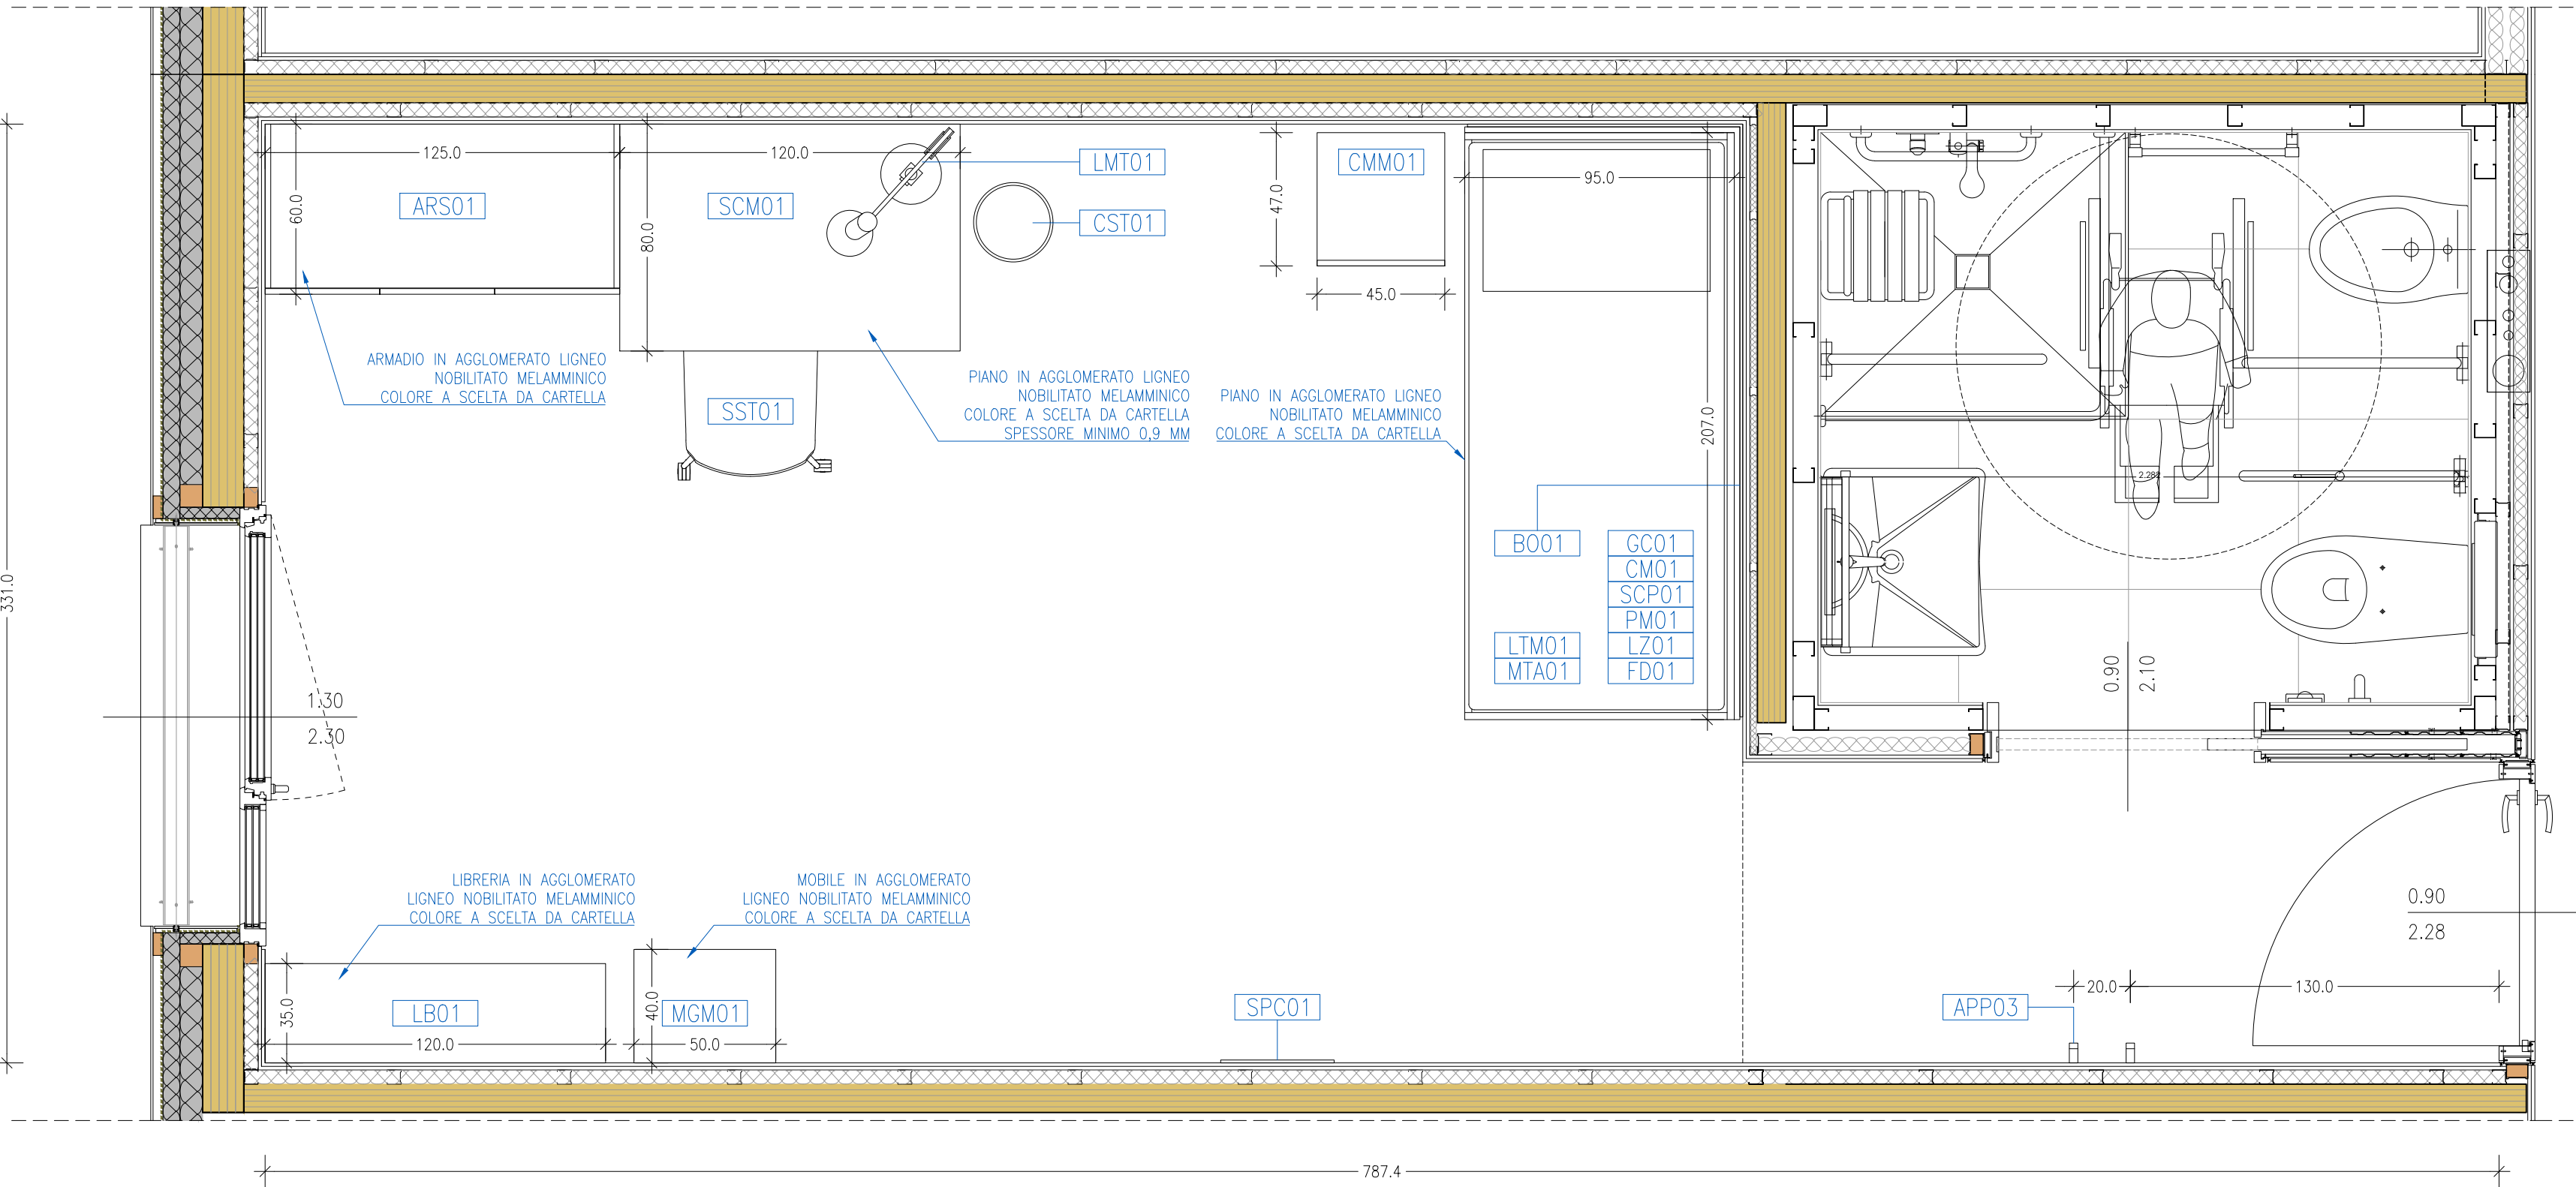 125.0
120.0
LMT01
CMM01
95.0
60.0
ARS01
SCM01
80.0
CST01
47.0
45.0
ARMADIO IN AGGLOMERATO LIGNEO
NOBILITATO MELAMMINICO
COLORE A SCELTA DA CARTELLA
SST01
PIANO IN AGGLOMERATO LIGNEO
NOBILITATO MELAMMINICO
COLORE A SCELTA DA CARTELLA
SPESSORE MINIMO 0,9 MM
PIANO IN AGGLOMERATO LIGNEO
NOBILITATO MELAMMINICO
COLORE A SCELTA DA CARTELLA
207.0
331.0
BO01
GC01
CM01
SCP01
PM01
LTM01
LZ01
MTA01
FD01
0.90
2.10
1.30
2.30
LIBRERIA IN AGGLOMERATO
LIGNEO NOBILITATO MELAMMINICO
COLORE A SCELTA DA CARTELLA
MOBILE IN AGGLOMERATO
LIGNEO NOBILITATO MELAMMINICO
COLORE A SCELTA DA CARTELLA
0.90
2.28
35.0
LB01
120.0
40.0
MGM01
50.0
SPC01
APP03
20.0
130.0
787.4